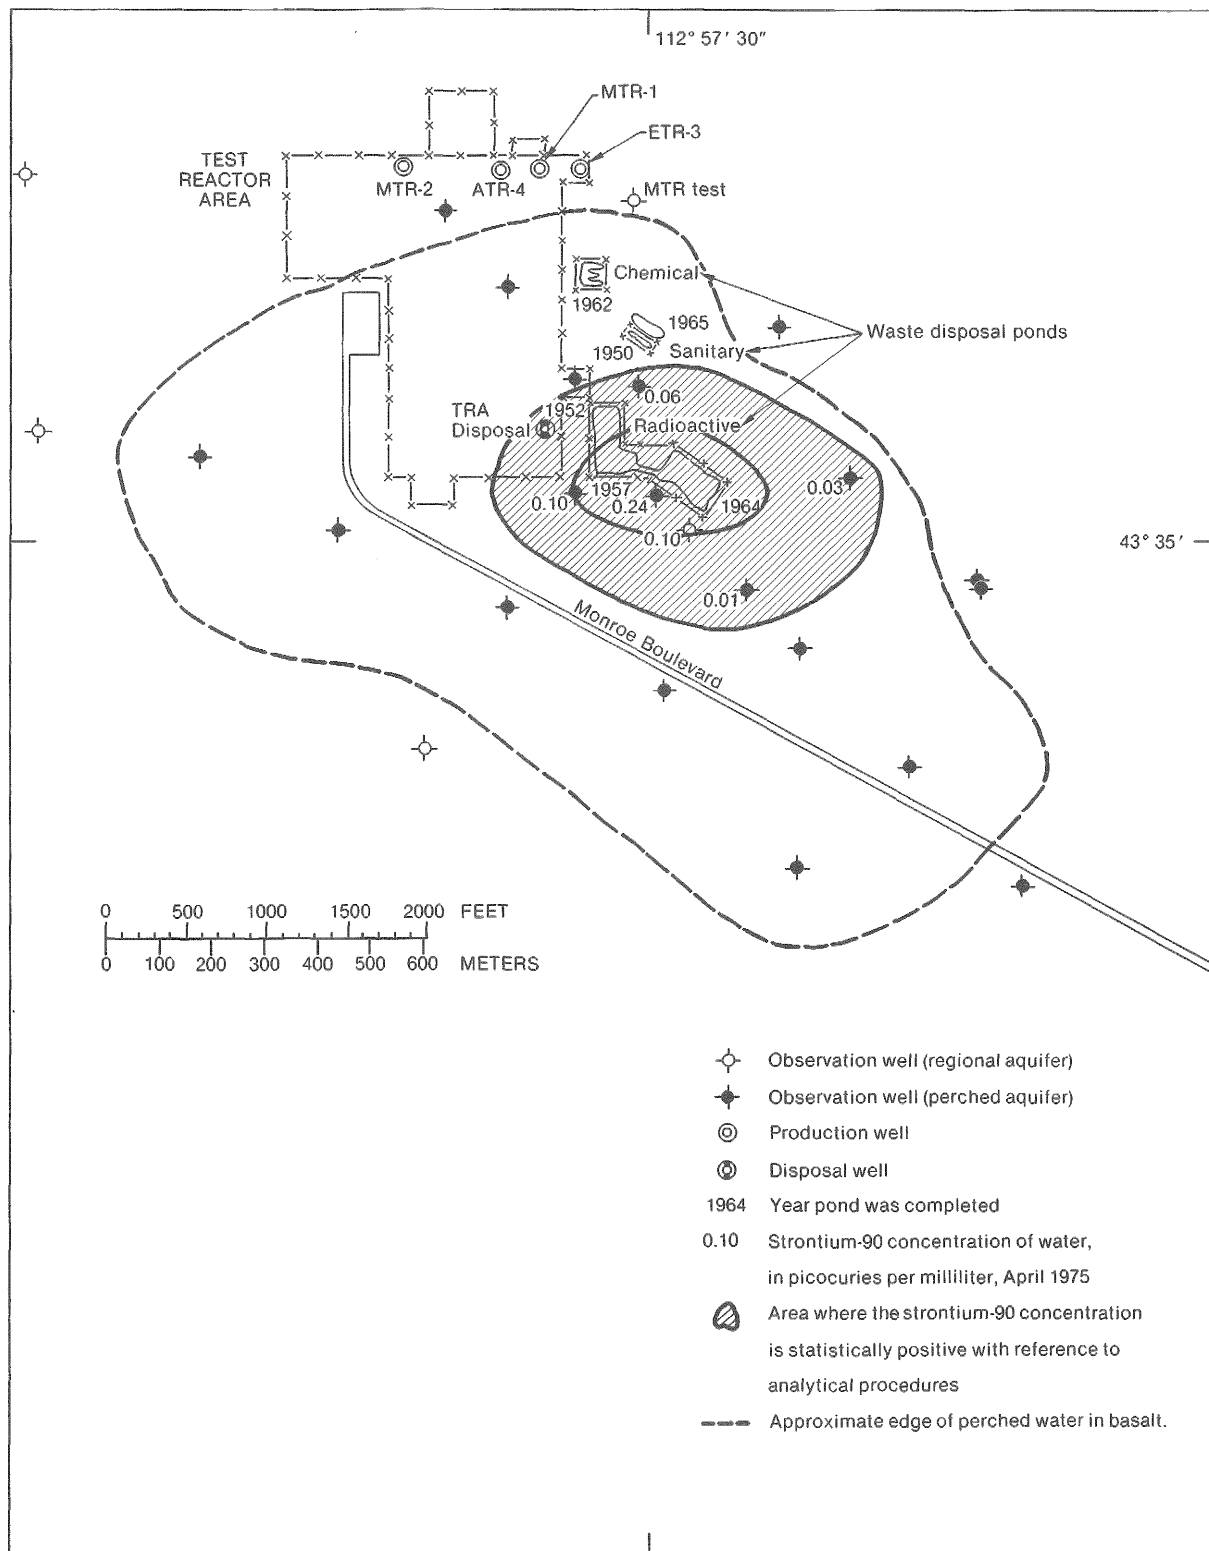 112° 57' 30"
MTR-1
ETR-3
TEST
REACTOR
AREA
MTR-2
ATR-4
MTR test
Chemical
1962
1965
Waste disposal ponds
1950
Sanitary
0.06
1952
TRA
Disposal
Radioactive
0.03
1957
0.10
0.24
1964
0.10
43° 35'
0.01
Monroe Boulevard
0 500 1000 1500 2000 FEET
0 100 200 300 400 500 600 METERS
Observation well (regional aquifer)
Observation well (perched aquifer)
Production well
Disposal well
1964 Year pond was completed
0.10 Strontium-90 concentration of water,
in picocuries per milliliter, April 1975
Area where the strontium-90 concentration
is statistically positive with reference to
analytical procedures
Approximate edge of perched water in basalt.